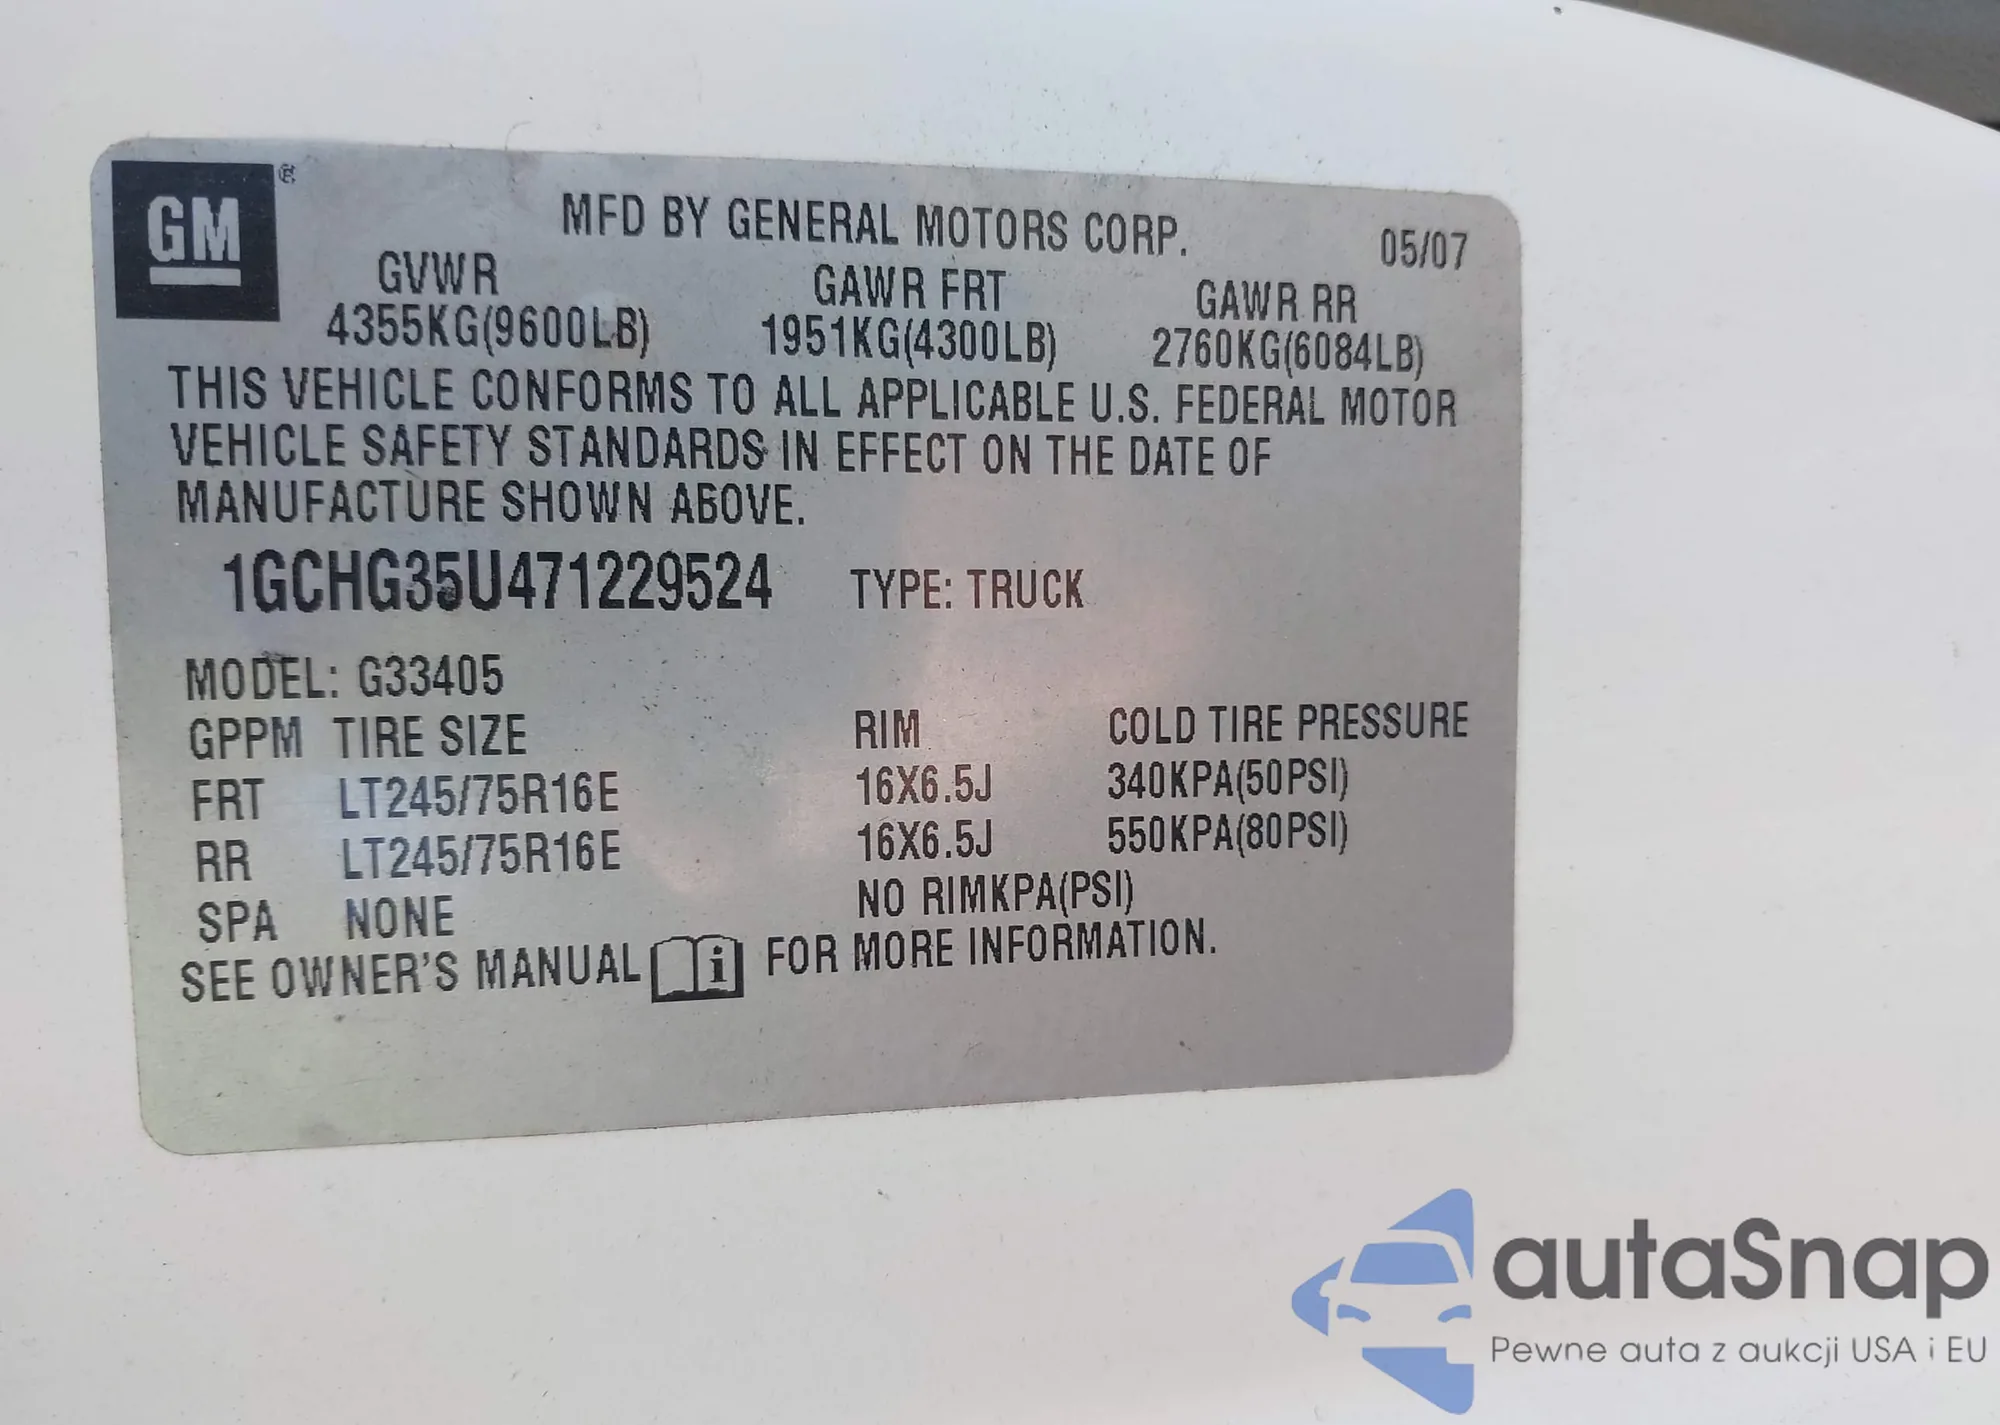 GM
MFD BY GENERAL MOTORS CORP.
05/07
GVWR
GAWR FRT
GAWR RR
4355KG(9600LB)
1951KG(4300LB)
2760KG(6084LB)
THIS VEHICLE CONFORMS TO ALL APPLICABLE U.S. FEDERAL MOTOR
VEHICLE SAFETY STANDARDS IN EFFECT ON THE DATE OF
MANUFACTURE SHOWN ABOVE.
1GCHG35U471229524 TYPE: TRUCK
MODEL: G33405
GPPM TIRE SIZE RIM COLD TIRE PRESSURE
FRT LT245/75R16E 16X6.5J 340KPA(50PSI)
RR LT245/75R16E 16X6.5J 550KPA(80PSI)
SPA NONE NO RIMKPA(PSI)
SEE OWNER'S MANUAL i FOR MORE INFORMATION.
autaSnap
Pewne auta z aukcji USA i EU